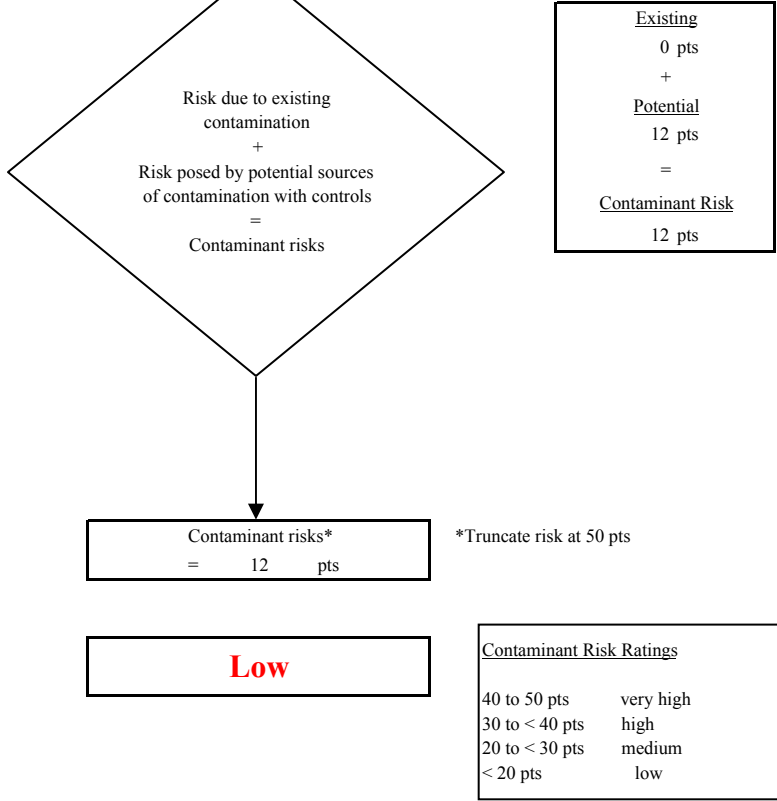 Risk due to existing
contamination
+
Risk posed by potential sources
of contamination with controls
=
Contaminant risks
Existing
0 pts
+
Potential
12 pts
=
Contaminant Risk
12 pts
Contaminant risks*
= 12 pts
*Truncate risk at 50 pts
Low
Contaminant Risk Ratings
40 to 50 pts very high
30 to < 40 pts high
20 to < 30 pts medium
< 20 pts low